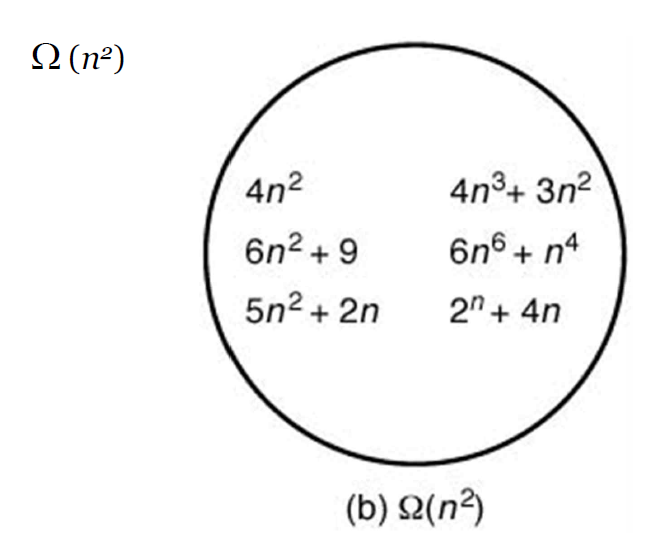 Ω (n²)
4n² 4n³+ 3n²
6n² + 9 6n⁶ + n⁴
5n² + 2n 2ⁿ + 4n
(b) Ω(n²)